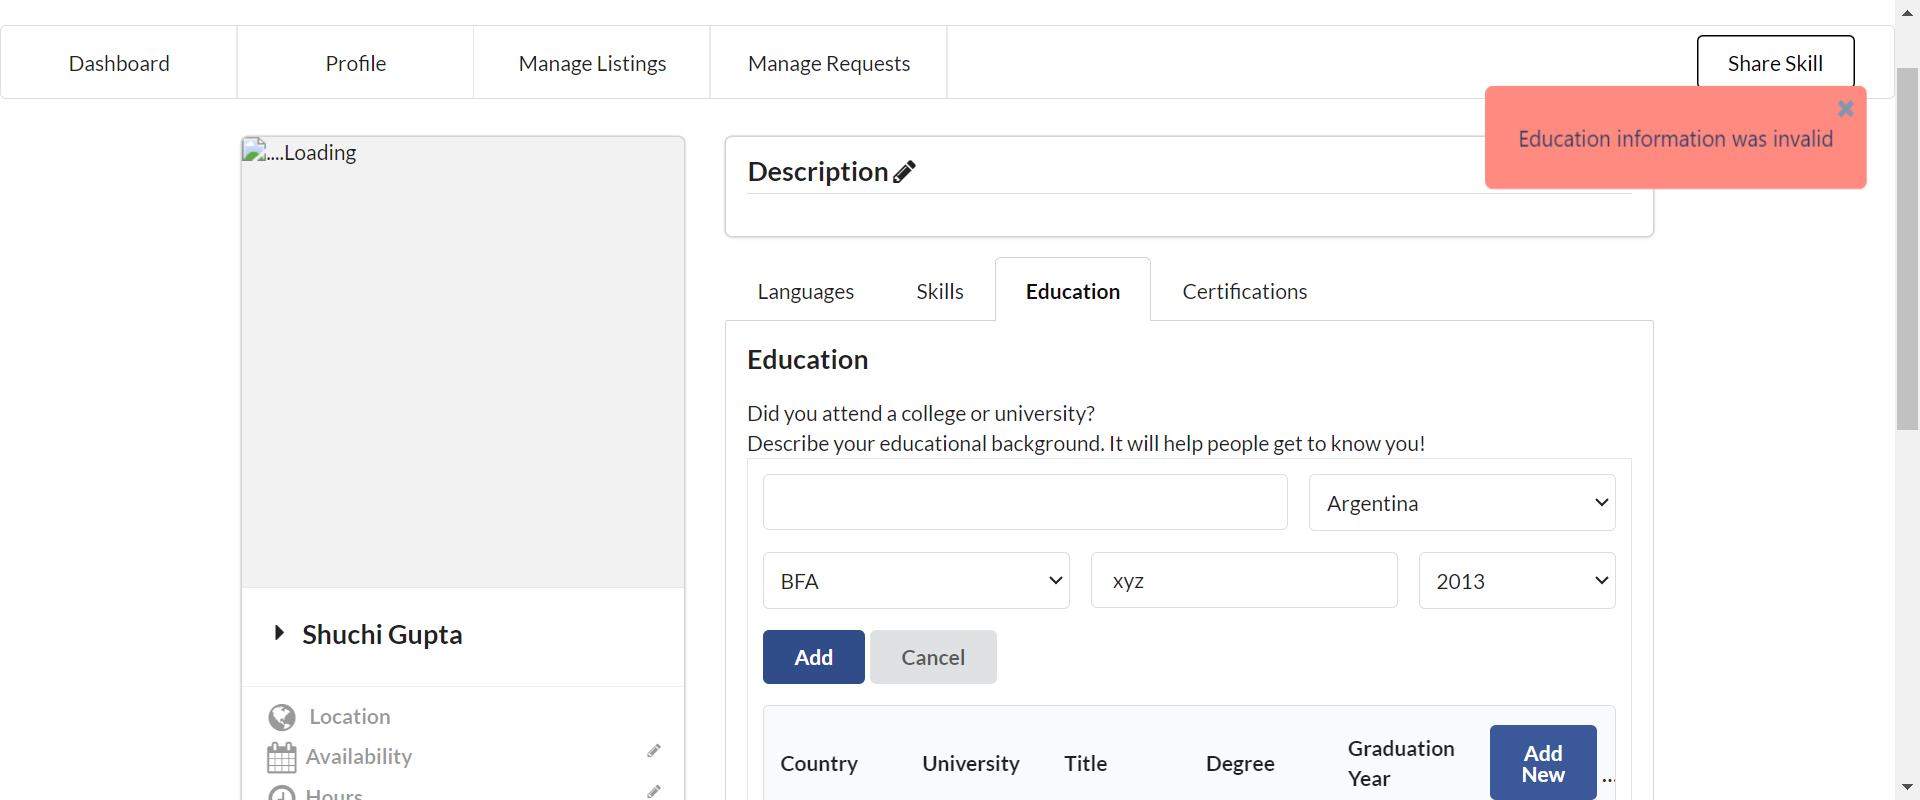 Dashboard
Profile
Manage Listings
Manage Requests
Share Skill
Education information was invalid
....Loading
Description
Languages
Skills
Education
Certifications
Education
Did you attend a college or university?
Describe your educational background. It will help people get to know you!
Argentina
BFA
xyz
2013
Add
Cancel
Shuchi Gupta
Location
Availability
Hours
Country
University
Title
Degree
Graduation
Year
Add
New
...